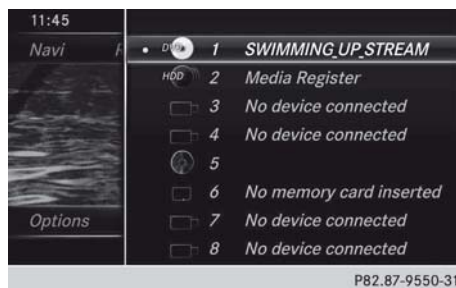 11:45
Navi R
• DVD 1 SWIMMING_UP_STREAM
HDD 2 Media Register
3 No device connected
4 No device connected
5
6 No memory card inserted
Options 7 No device connected
8 No device connected
P82.87-9550-31